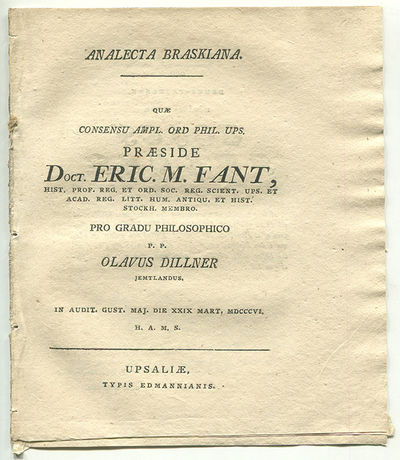 ANALECTA BRASKIANA.
QUÆ
CONSENSU AMPL. ORD PHIL. UPS.
PRÆSIDE
DOCT. ERIC. M. FANT,
HIST. PROF. REG. ET ORD. SOC. REG. SCIENT. UPS. ET
ACAD. REG. LITT. HUM. ANTIQU. ET HIST.
STOCKH. MEMBRO.
PRO GRADU PHILOSOPHICO
P. P.
OLAVUS DILLNER
JEMTLANDUS,
IN AUDIT. GUST. MAJ. DIE XXIX MART, MDCCCVI,
H. A. M. S.
UPSALIÆ,
TYPIS EDMANNIANIS.